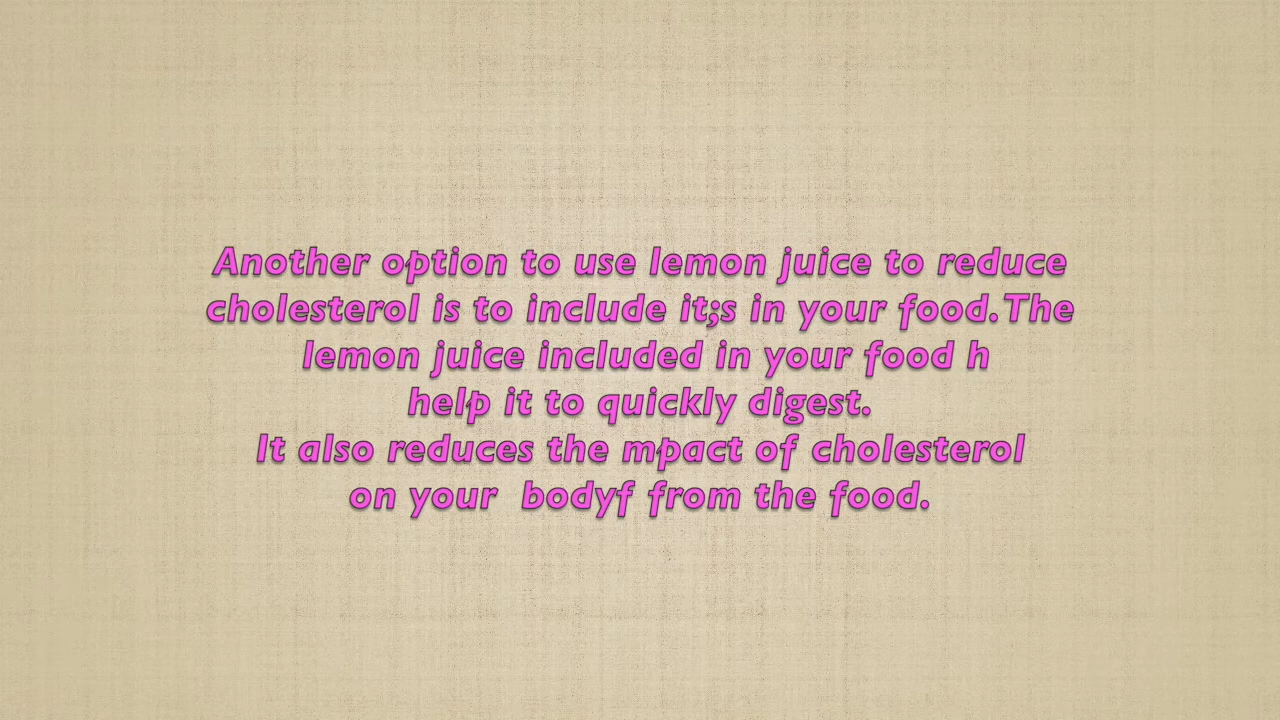 Another option to use lemon juice to reduce
cholesterol is to include it;s in your food. The
lemon juice included in your food h
help it to quickly digest.
It also reduces the mpact of cholesterol
on your  bodyf from the food.